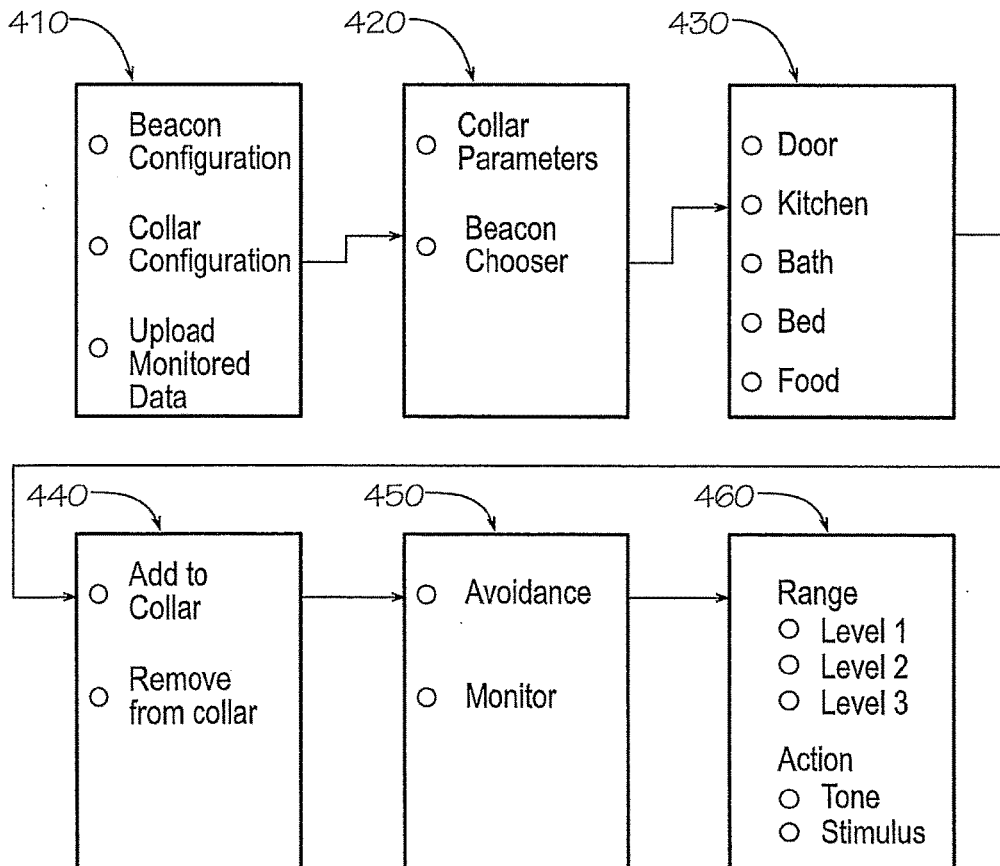 410
420
430
Beacon
Configuration
Collar
Configuration
Upload
Monitored
Data
Collar
Parameters
Beacon
Chooser
Door
Kitchen
Bath
Bed
Food
440
450
460
Add to
Collar
Remove
from collar
Avoidance
Monitor
Range
Level 1
Level 2
Level 3
Action
Tone
Stimulus